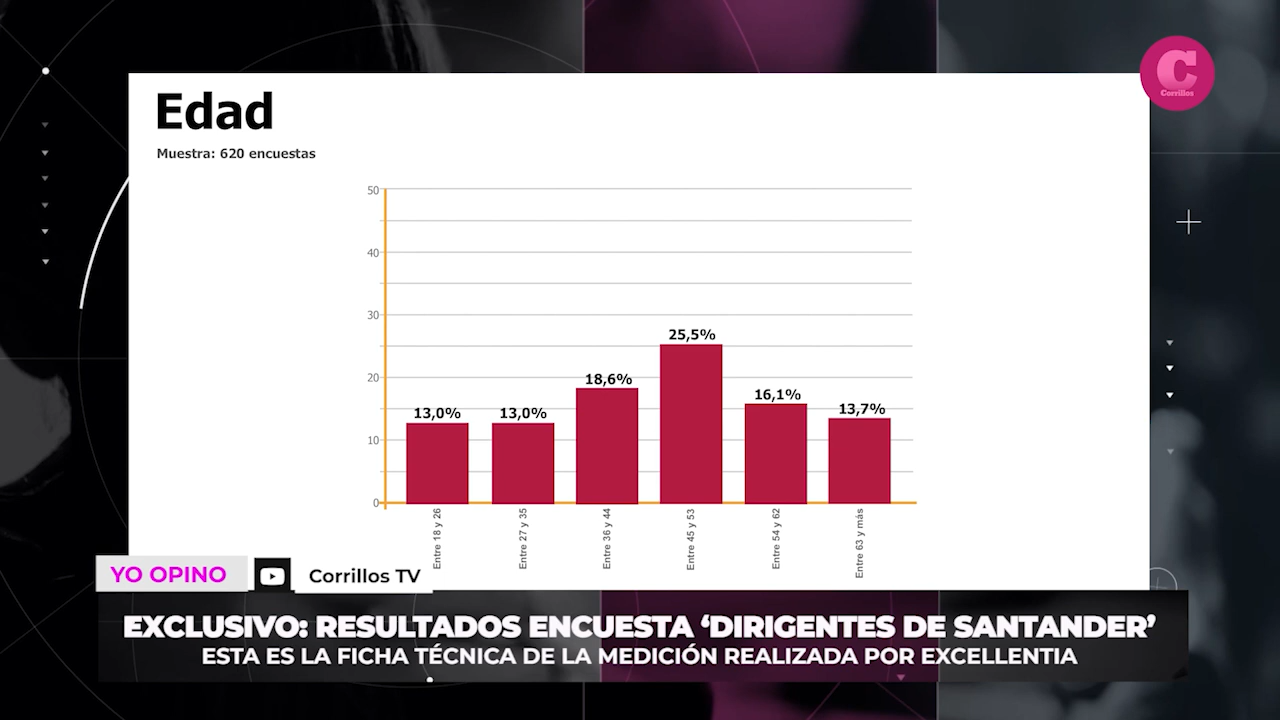 C
Corrillos
Edad
Muestra: 620 encuestas
50
40
30
20
10
0
13,0%
13,0%
18,6%
25,5%
16,1%
13,7%
Entre 18 y 26
Entre 27 y 35
Entre 36 y 44
Entre 45 y 53
Entre 54 y 62
Entre 63 y más
YO OPINO
Corrillos TV
EXCLUSIVO: RESULTADOS ENCUESTA ‘DIRIGENTES DE SANTANDER’
ESTA ES LA FICHA TÉCNICA DE LA MEDICIÓN REALIZADA POR EXCELLENTIA